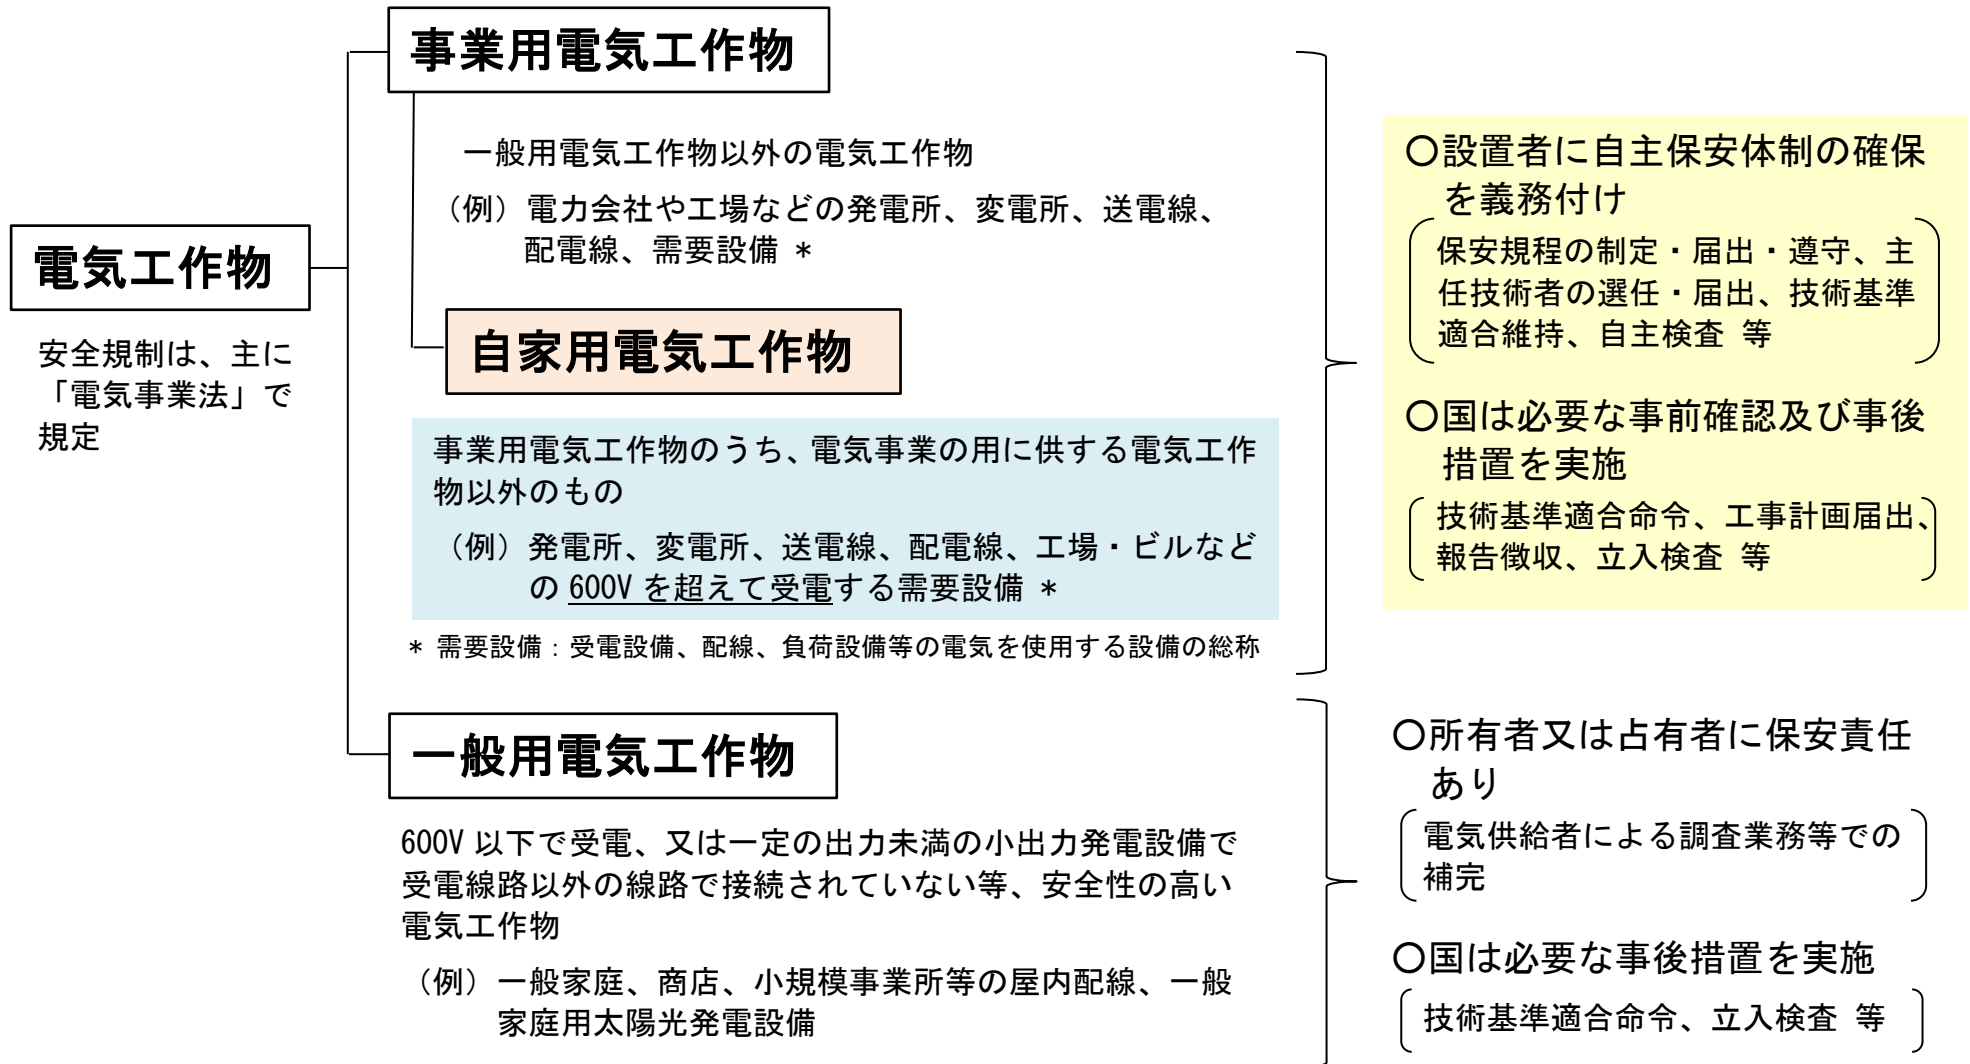 電気工作物
安全規制は、主に
「電気事業法」で
規定
事業用電気工作物
一般用電気工作物以外の電気工作物
（例）電力会社や工場などの発電所、変電所、送電線、
配電線、需要設備 *
自家用電気工作物
事業用電気工作物のうち、電気事業の用に供する電気工作
物以外のもの
（例）発電所、変電所、送電線、配電線、工場・ビルなど
の 600V を超えて受電する需要設備 *
* 需要設備：受電設備、配線、負荷設備等の電気を使用する設備の総称
一般用電気工作物
600V 以下で受電、又は一定の出力未満の小出力発電設備で
受電線路以外の線路で接続されていない等、安全性の高い
電気工作物
（例）一般家庭、商店、小規模事業所等の屋内配線、一般
家庭用太陽光発電設備
〇設置者に自主保安体制の確保
を義務付け
保安規程の制定・届出・遵守、主
任技術者の選任・届出、技術基準
適合維持、自主検査 等
〇国は必要な事前確認及び事後
措置を実施
技術基準適合命令、工事計画届出、
報告徴収、立入検査 等
〇所有者又は占有者に保安責任
あり
電気供給者による調査業務等での
補完
〇国は必要な事後措置を実施
技術基準適合命令、立入検査 等